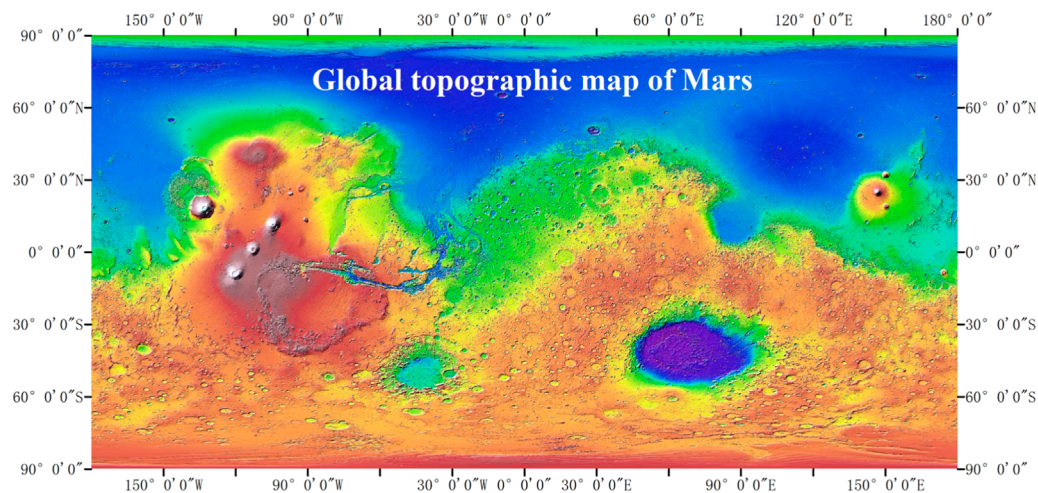 150° 0'0"W 90° 0'0"W 30° 0'0"W 0° 0'0" 60° 0'0"E 120° 0'0"E 180° 0'0"
90° 0'0"
Global topographic map of Mars
60° 0'0"N 60° 0'0"N
30° 0'0"N 30° 0'0"N
0° 0'0" 0° 0'0"
30° 0'0"S 30° 0'0"S
60° 0'0"S 60° 0'0"S
90° 0'0" 90° 0'0"
150° 0'0"W 90° 0'0"W 30° 0'0"W 30° 0'0"E 90° 0'0"E 150° 0'0"E